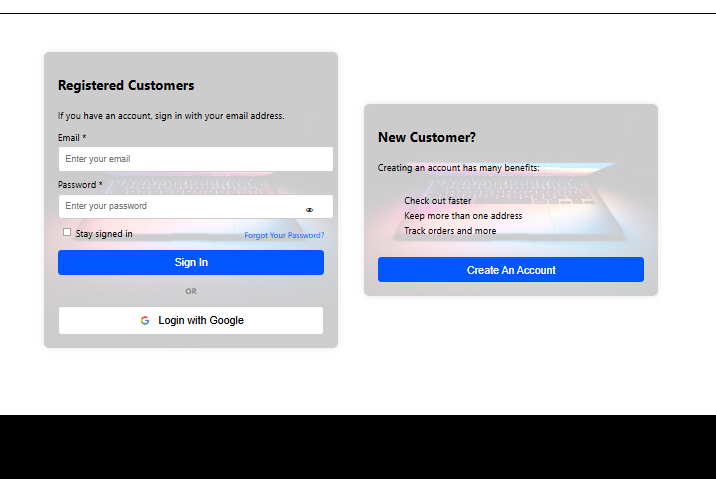 Registered Customers
If you have an account, sign in with your email address.
Email *
Enter your email
Password *
Enter your password
Stay signed in
Forgot Your Password?
Sign In
OR
Login with Google
New Customer?
Creating an account has many benefits:
Check out faster
Keep more than one address
Track orders and more
Create An Account